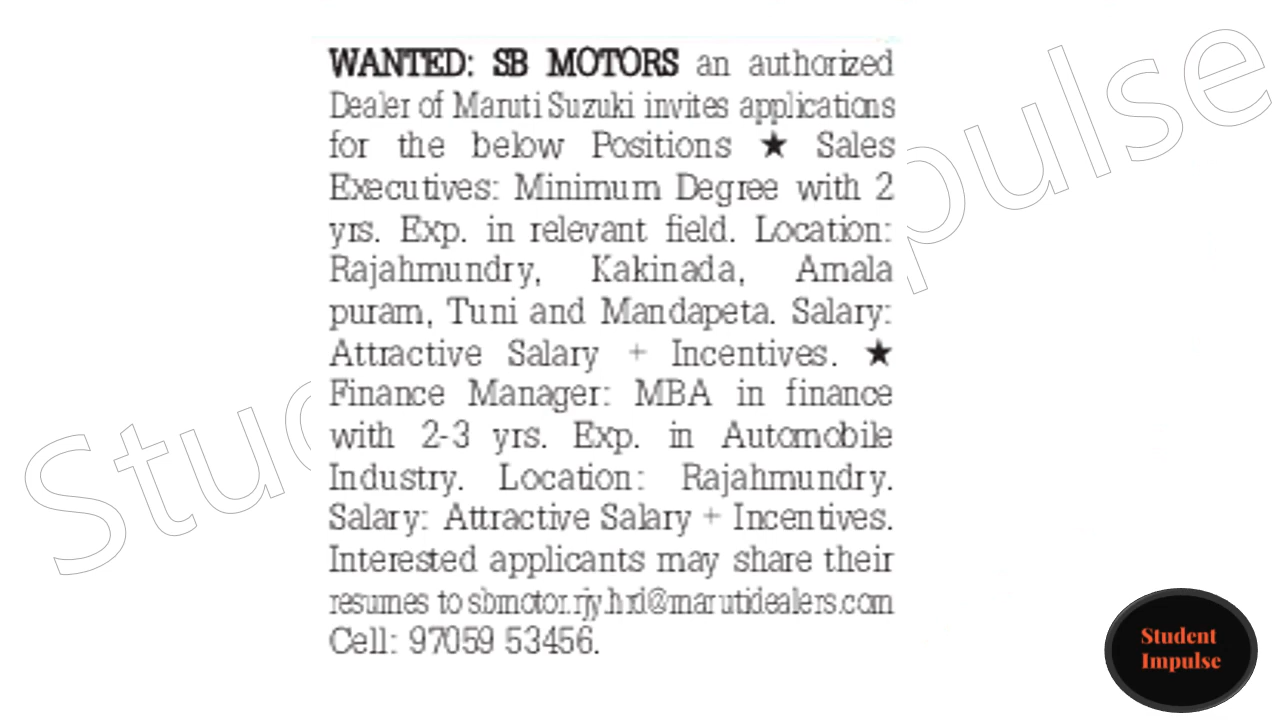 WANTED: SB MOTORS an authorized
Dealer of Maruti Suzuki invites applications
for the below Positions ★ Sales
Executives: Minimum Degree with 2
yrs. Exp. in relevant field. Location:
Rajahmundry, Kakinada, Amala
puram, Tuni and Mandapeta. Salary:
Attractive Salary + Incentives. ★
Finance Manager: MBA in finance
with 2-3 yrs. Exp. in Automobile
Industry. Location: Rajahmundry.
Salary: Attractive Salary + Incentives.
Interested applicants may share their
resumes to sbmotor.rjy.hrd@marutidealers.com
Cell: 97059 53456.
Stud
pulse
Student
Impulse